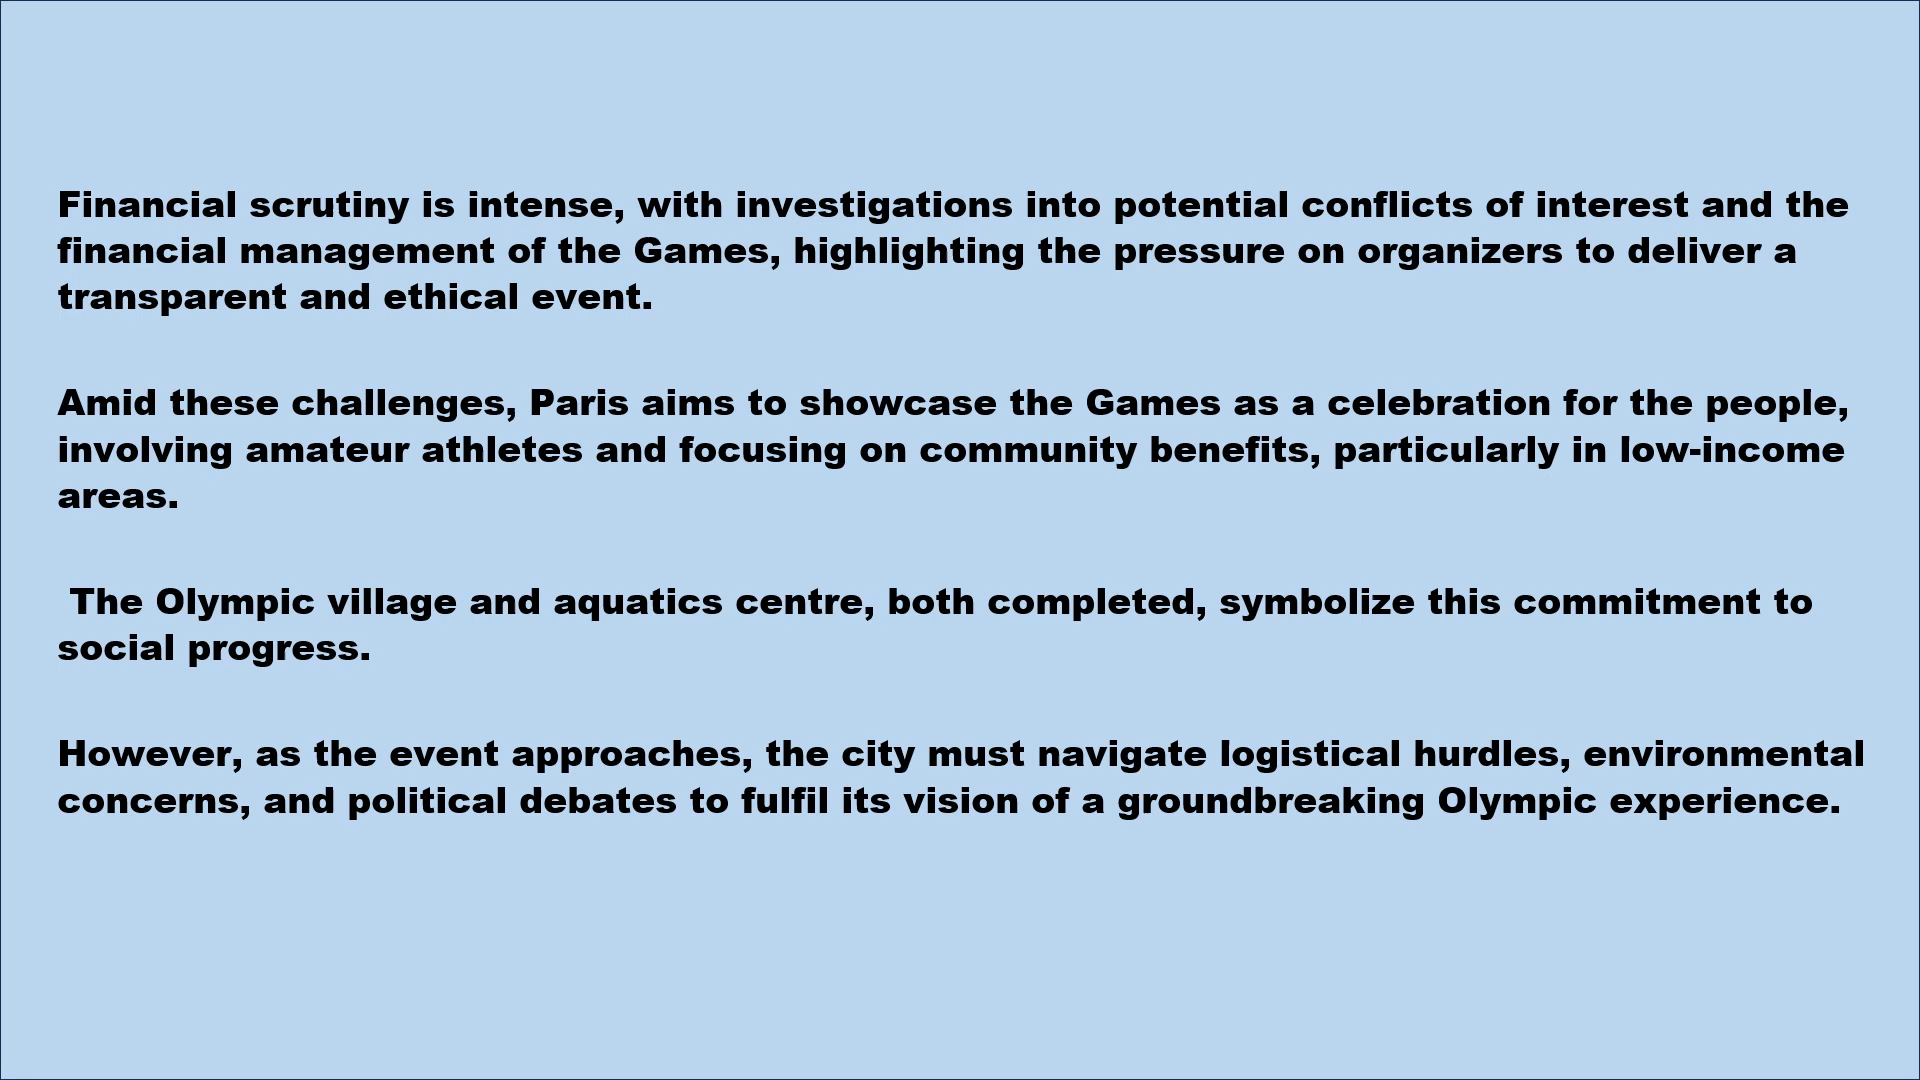 Financial scrutiny is intense, with investigations into potential conflicts of interest and the
financial management of the Games, highlighting the pressure on organizers to deliver a
transparent and ethical event.
Amid these challenges, Paris aims to showcase the Games as a celebration for the people,
involving amateur athletes and focusing on community benefits, particularly in low-income
areas.
The Olympic village and aquatics centre, both completed, symbolize this commitment to
social progress.
However, as the event approaches, the city must navigate logistical hurdles, environmental
concerns, and political debates to fulfil its vision of a groundbreaking Olympic experience.